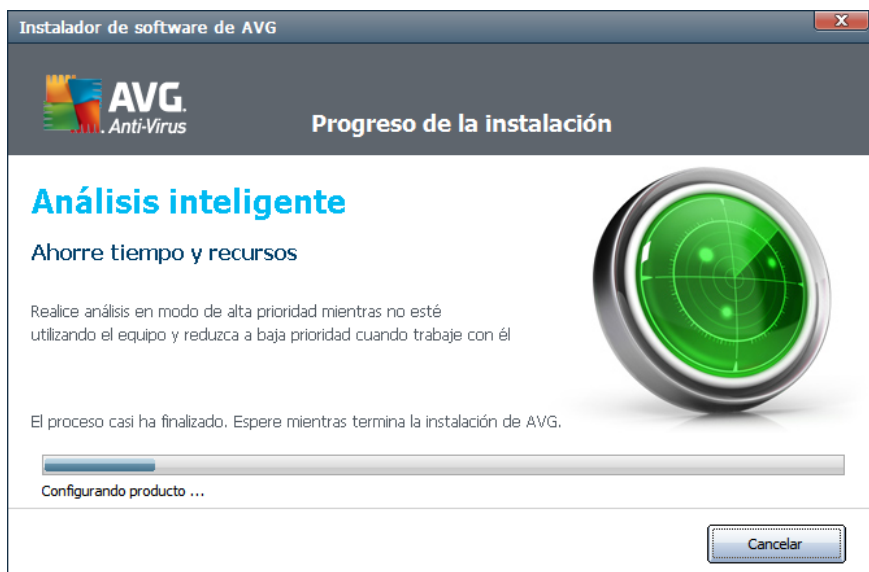 Instalador de software de AVG
X
AVG.
Anti-Virus
Progreso de la instalación
Análisis inteligente
Ahorre tiempo y recursos
Realice análisis en modo de alta prioridad mientras no esté
utilizando el equipo y reduzca a baja prioridad cuando trabaje con él
El proceso casi ha finalizado. Espere mientras termina la instalación de AVG.
Configurando producto ...
Cancelar